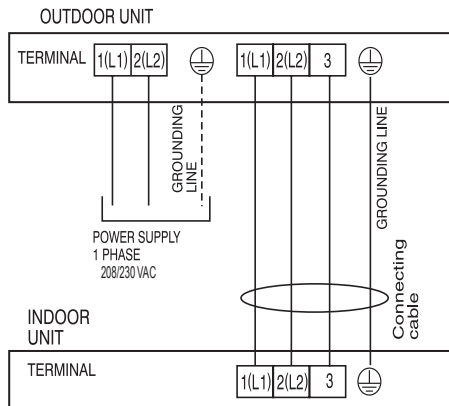 OUTDOOR UNIT
TERMINAL
1(L1) 2(L2)
1(L1) 2(L2) 3
GROUNDING
LINE
GROUNDING LINE
POWER SUPPLY
1 PHASE
208/230 VAC
Connecting
cable
INDOOR
UNIT
TERMINAL
1(L1) 2(L2) 3